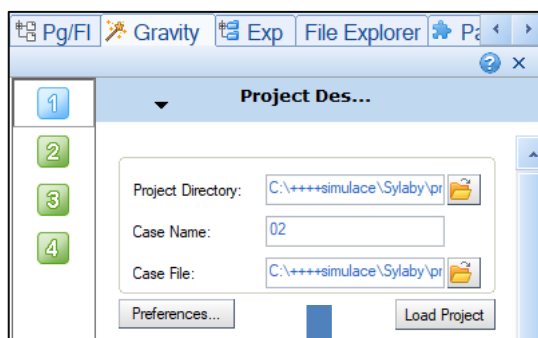 Pg/Fl Gravity Exp File Explorer Pa
1 Project Des...
2
3
4
Project Directory: C:\++++simulace\Sylaby\pr
Case Name: 02
Case File: C:\++++simulace\Sylaby\pr
Preferences... Load Project